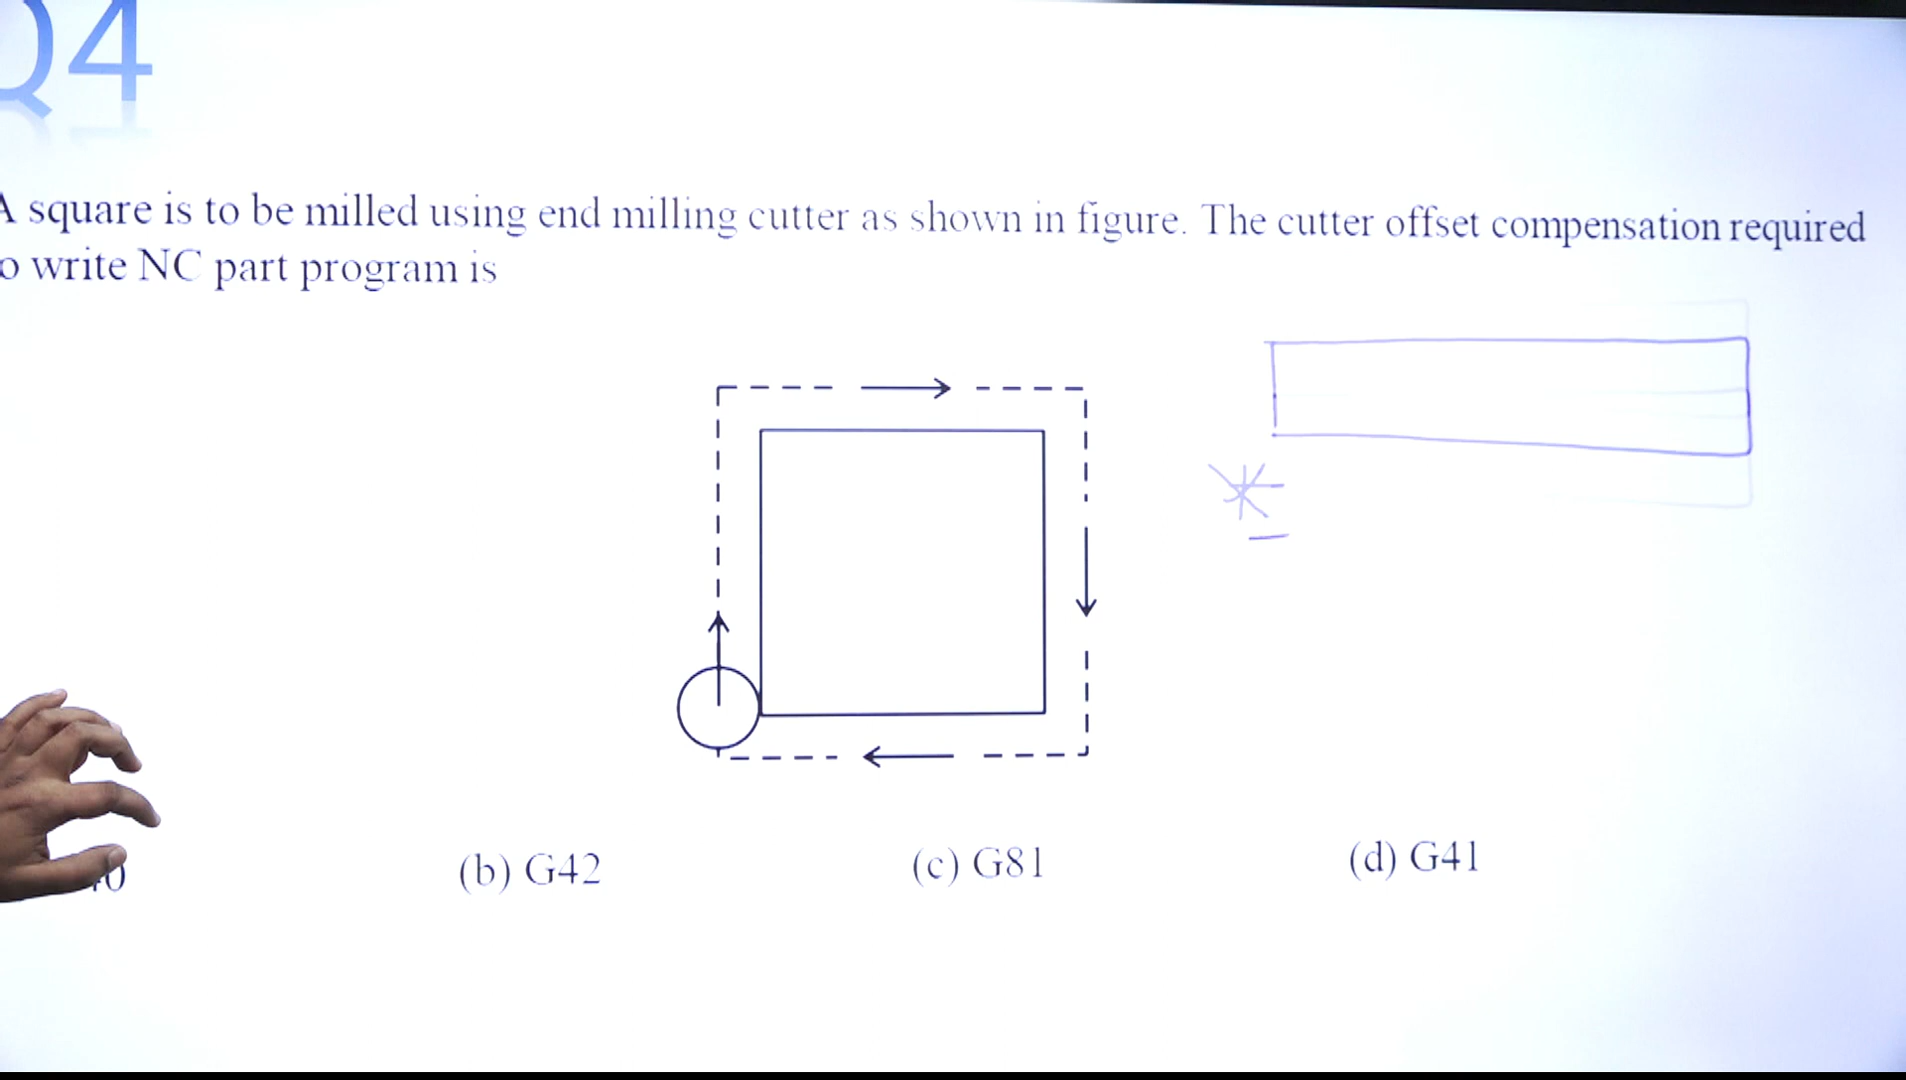 Q4
A square is to be milled using end milling cutter as shown in figure. The cutter offset compensation required
o write NC part program is
(b) G42
(c) G81
(d) G41